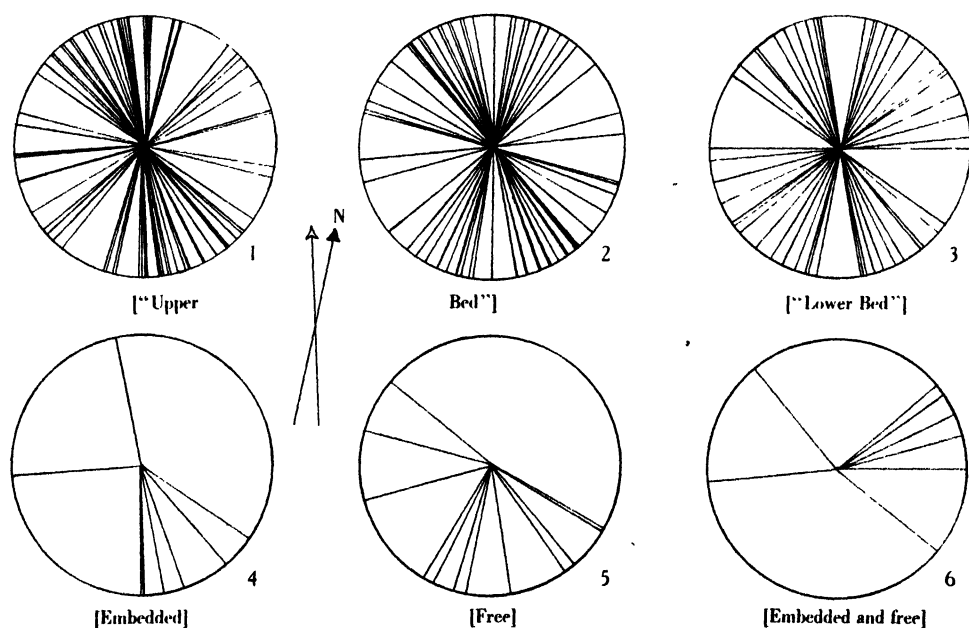 N
1 2 3
[“Upper Bed”] [“Lower Bed”]
4 5 6
[Embedded] [Free] [Embedded and free]